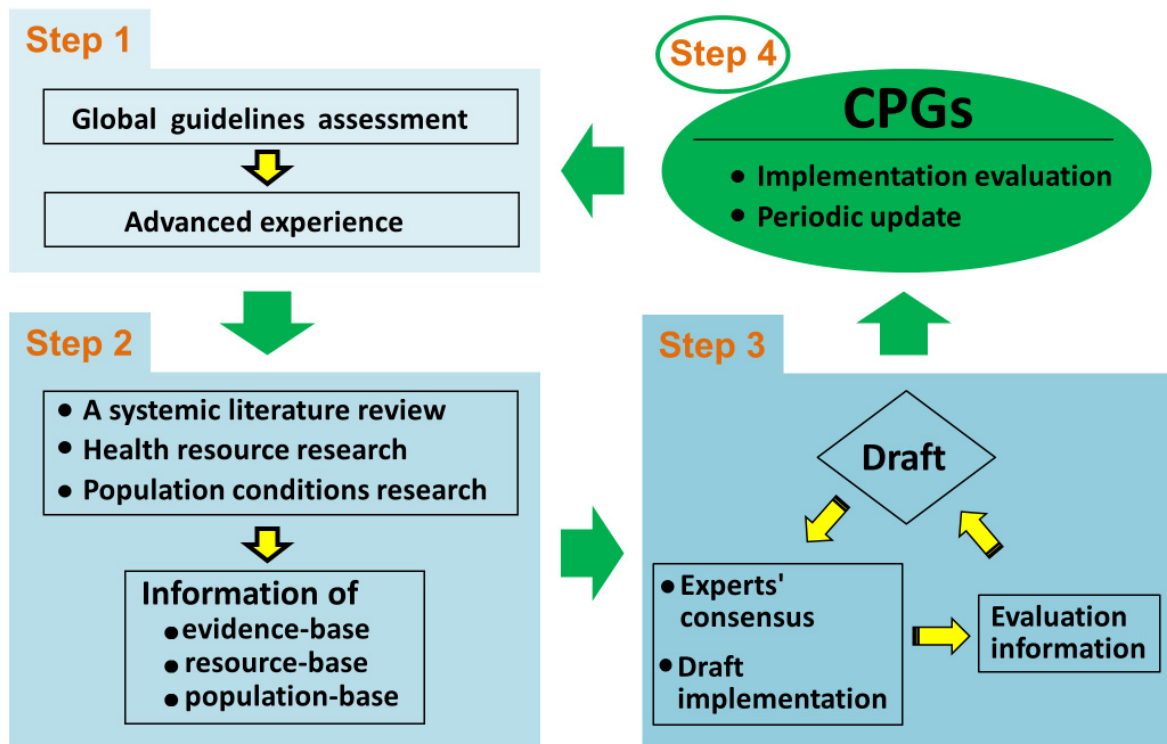 Step 1
Global guidelines assessment
Advanced experience
Step 2
• A systemic literature review
• Health resource research
• Population conditions research
Information of
• evidence-base
• resource-base
• population-base
Step 3
Draft
• Experts'
consensus
• Draft
implementation
Evaluation
information
Step 4
CPGs
• Implementation evaluation
• Periodic update